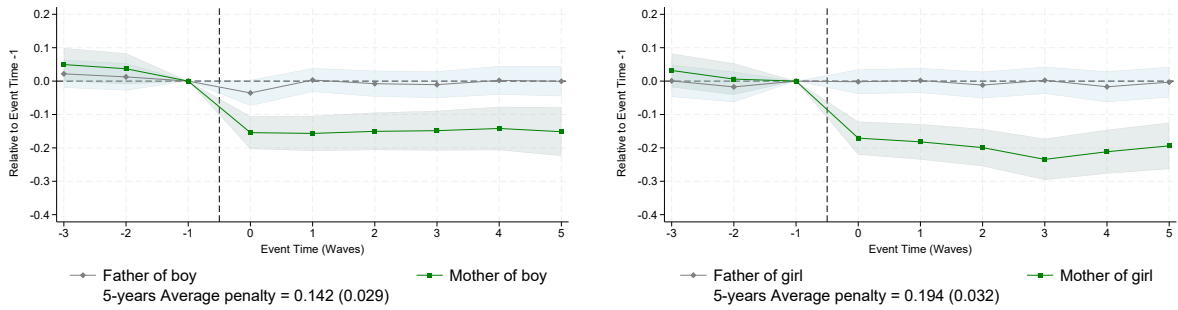 0.2
0.1
0.0
-0.1
-0.2
-0.3
-0.4
Relative to Event Time -1
-3 -2 -1 0 1 2 3 4 5
Event Time (Waves)
Father of boy Mother of boy
5-years Average penalty = 0.142 (0.029)
0.2
0.1
0.0
-0.1
-0.2
-0.3
-0.4
Relative to Event Time -1
-3 -2 -1 0 1 2 3 4 5
Event Time (Waves)
Father of girl Mother of girl
5-years Average penalty = 0.194 (0.032)